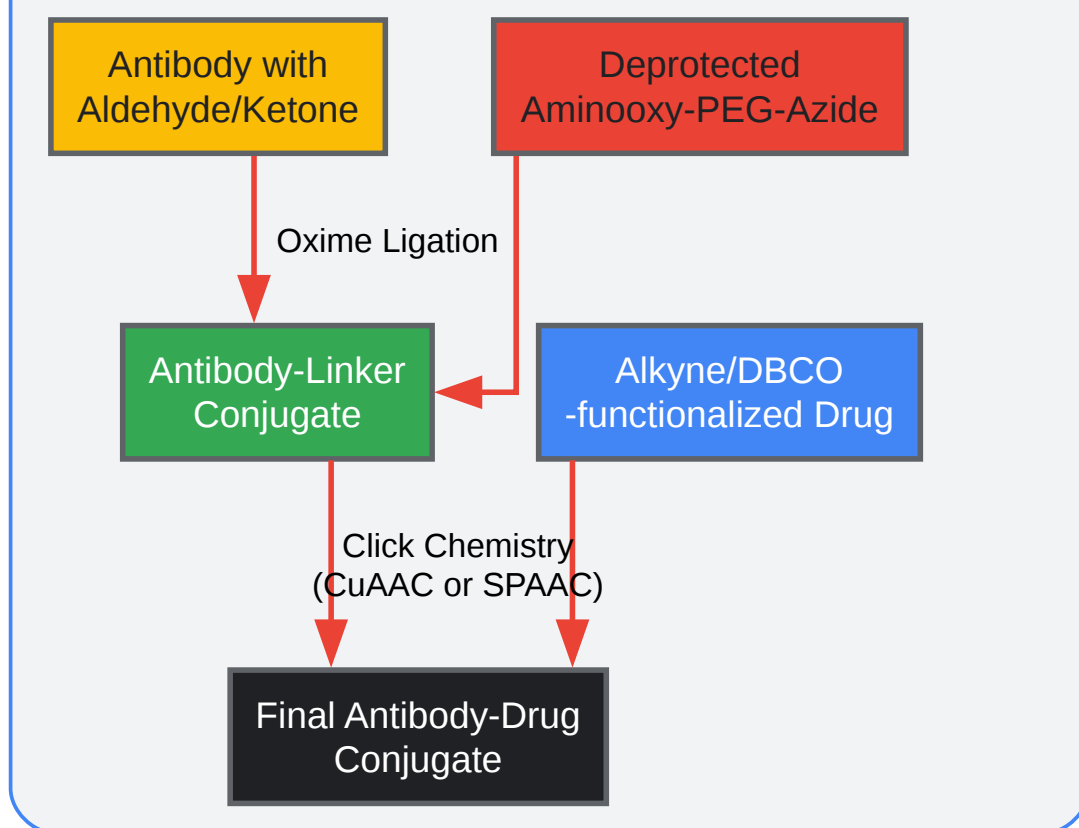 Antibody with
Aldehyde/Ketone
Deprotected
Aminooxy-PEG-Azide
Oxime Ligation
Antibody-Linker
Conjugate
Alkyne/DBCO
-functionalized Drug
Click Chemistry
(CuAAC or SPAAC)
Final Antibody-Drug
Conjugate